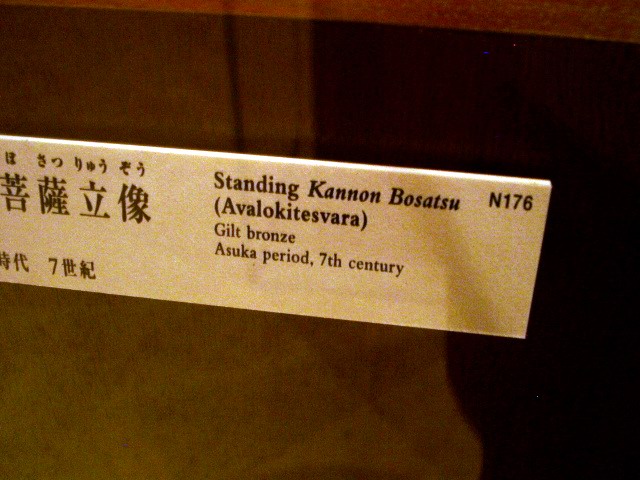 ぼ さつ りゅう ぞう
菩薩立像
時代 7世紀
Standing Kannon Bosatsu
(Avalokitesvara)
Gilt bronze
Asuka period, 7th century
N176